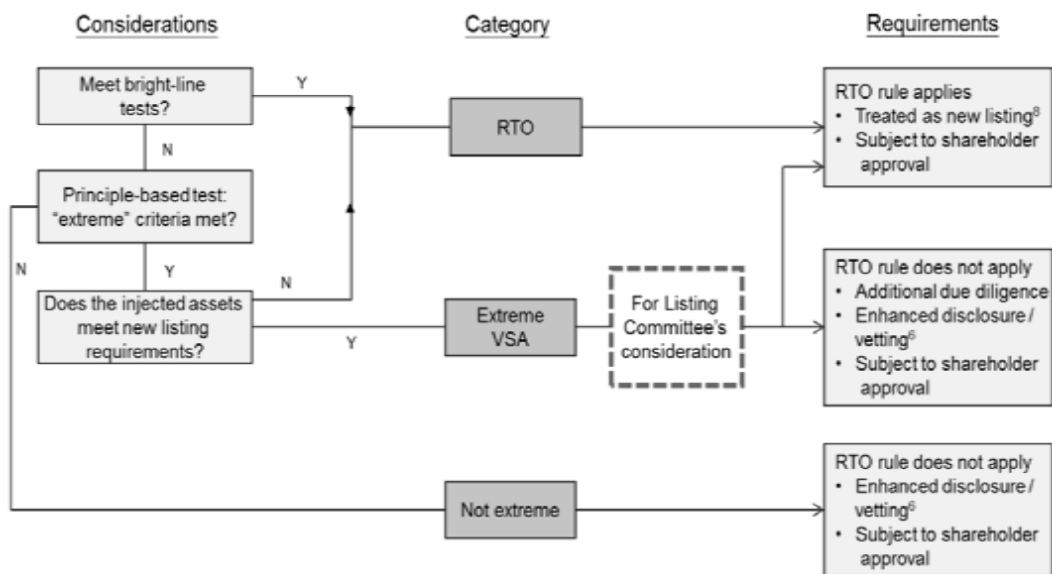 Considerations
Category
Requirements
Meet bright-line
tests?
Y
N
RTO
RTO rule applies
• Treated as new listing⁸
• Subject to shareholder
approval
Principle-based test:
“extreme” criteria met?
N
Y
Does the injected assets
meet new listing
requirements?
N
Y
Extreme
VSA
For Listing
Committee's
consideration
RTO rule does not apply
• Additional due diligence
• Enhanced disclosure /
vetting⁶
• Subject to shareholder
approval
Not extreme
RTO rule does not apply
• Enhanced disclosure /
vetting⁶
• Subject to shareholder
approval